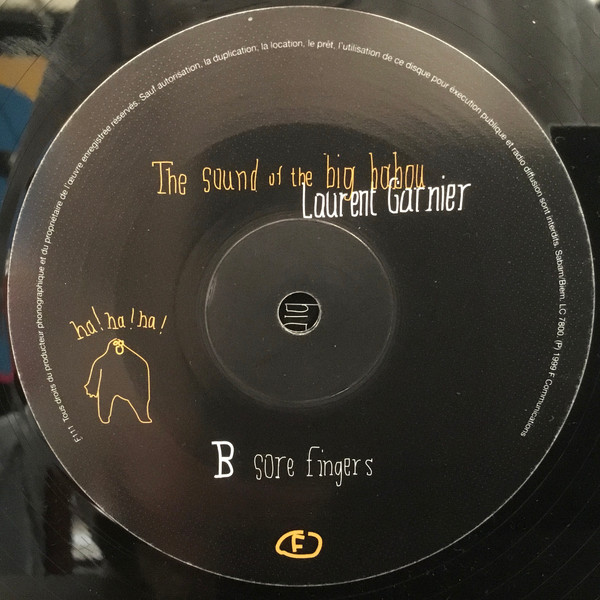 F111 Tous droits du producteur phonographique et du propriétaire de l'œuvre enregistrée réservés. Sauf autorisation, la duplication, la location, le prêt, l'utilisation de ce disque pour exécution publique et radio diffusion sont interdits. Sabam/Biem. LC 7800. (P) 1999 F Communications
The sound of the big babou
Laurent Garnier
ha! ha! ha!
B sore fingers
F